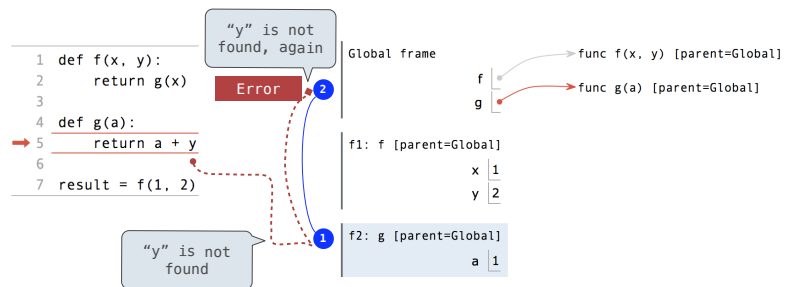 “y” is not
found, again
Error
1 def f(x, y):
2     return g(x)
3
4 def g(a):
5     return a + y
6
7 result = f(1, 2)
“y” is not
found
2
1
Global frame
f
g
func f(x, y) [parent=Global]
func g(a) [parent=Global]
f1: f [parent=Global]
x 1
y 2
f2: g [parent=Global]
a 1